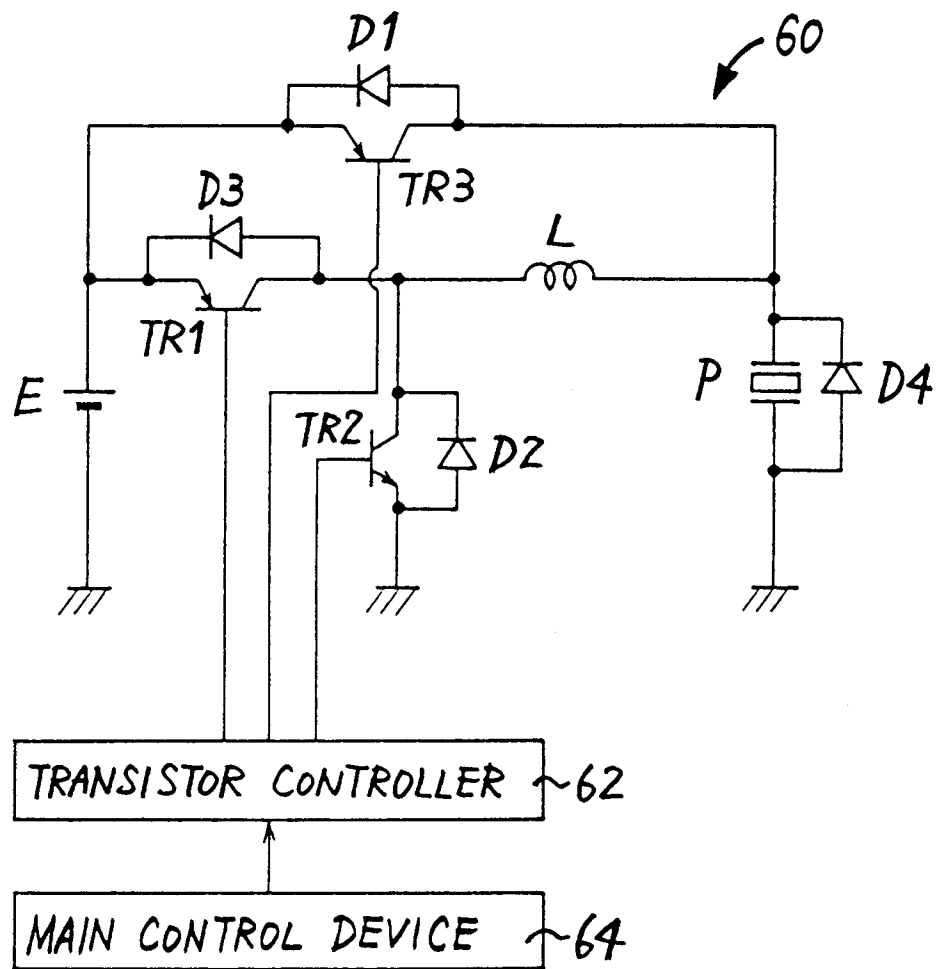 D1
60
D3
TR3
L
TR1
E
TR2
D2
P
D4
TRANSISTOR CONTROLLER
62
MAIN CONTROL DEVICE
64